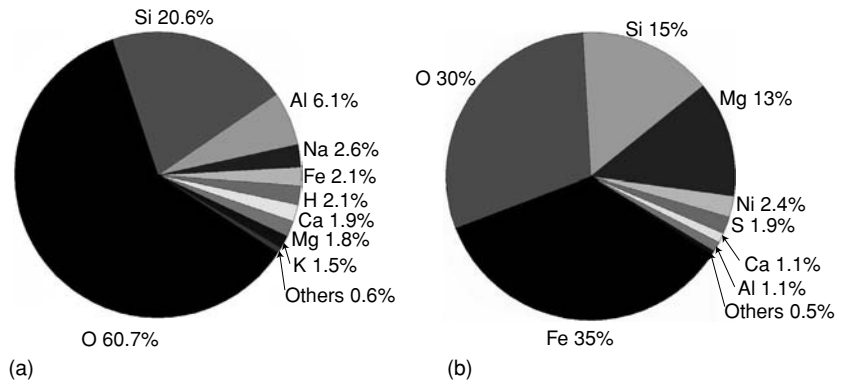 Si 20.6%
Al 6.1%
Na 2.6%
Fe 2.1%
H 2.1%
Ca 1.9%
Mg 1.8%
K 1.5%
Others 0.6%
O 60.7%
(a)
Si 15%
O 30%
Mg 13%
Ni 2.4%
S 1.9%
Ca 1.1%
Al 1.1%
Others 0.5%
Fe 35%
(b)